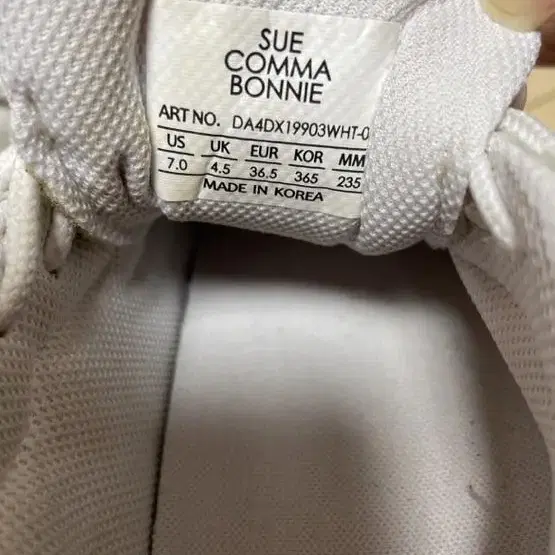 SUE
COMMA
BONNIE
ART NO. DA4DX19903WHT-0
US UK EUR KOR MM
7.0 4.5 36.5 365 235
MADE IN KOREA